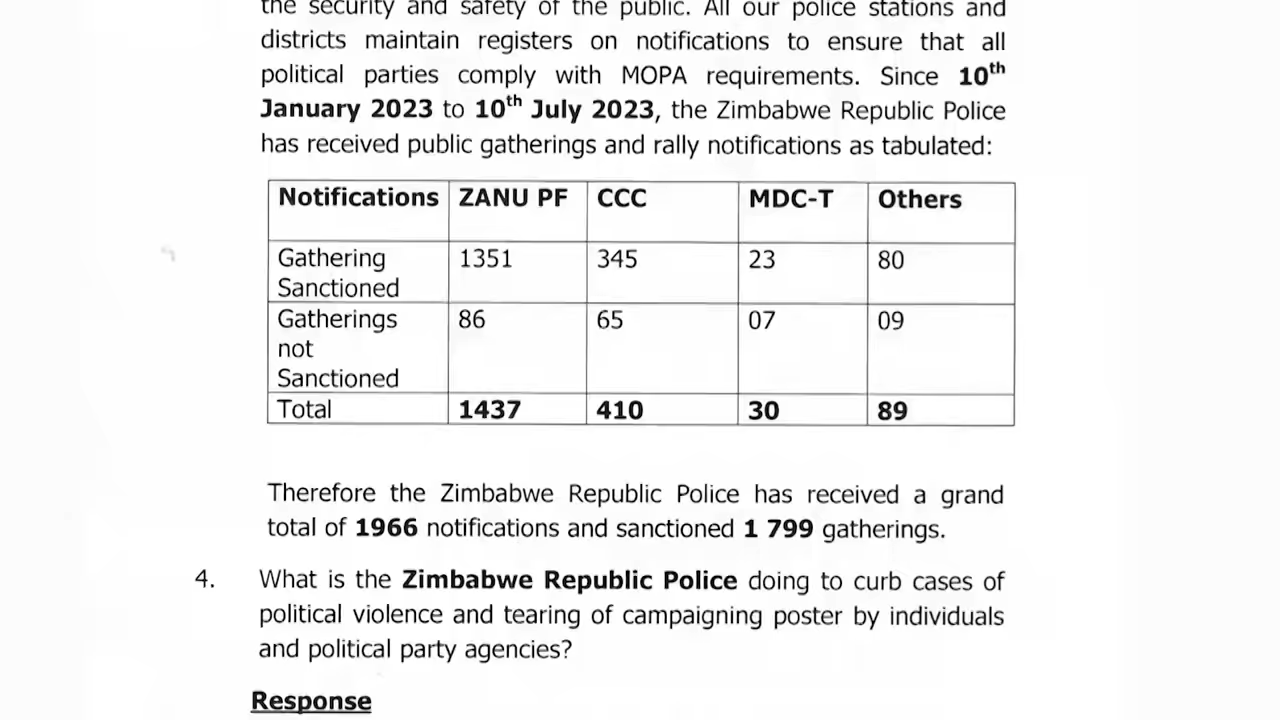 the security and safety of the public. All our police stations and
districts maintain registers on notifications to ensure that all
political parties comply with MOPA requirements. Since 10th
January 2023 to 10th July 2023, the Zimbabwe Republic Police
has received public gatherings and rally notifications as tabulated:
Notifications ZANU PF CCC MDC-T Others
Gathering 1351 345 23 80
Sanctioned
Gatherings 86 65 07 09
not
Sanctioned
Total 1437 410 30 89
Therefore the Zimbabwe Republic Police has received a grand
total of 1966 notifications and sanctioned 1 799 gatherings.
4. What is the Zimbabwe Republic Police doing to curb cases of
political violence and tearing of campaigning poster by individuals
and political party agencies?
Response